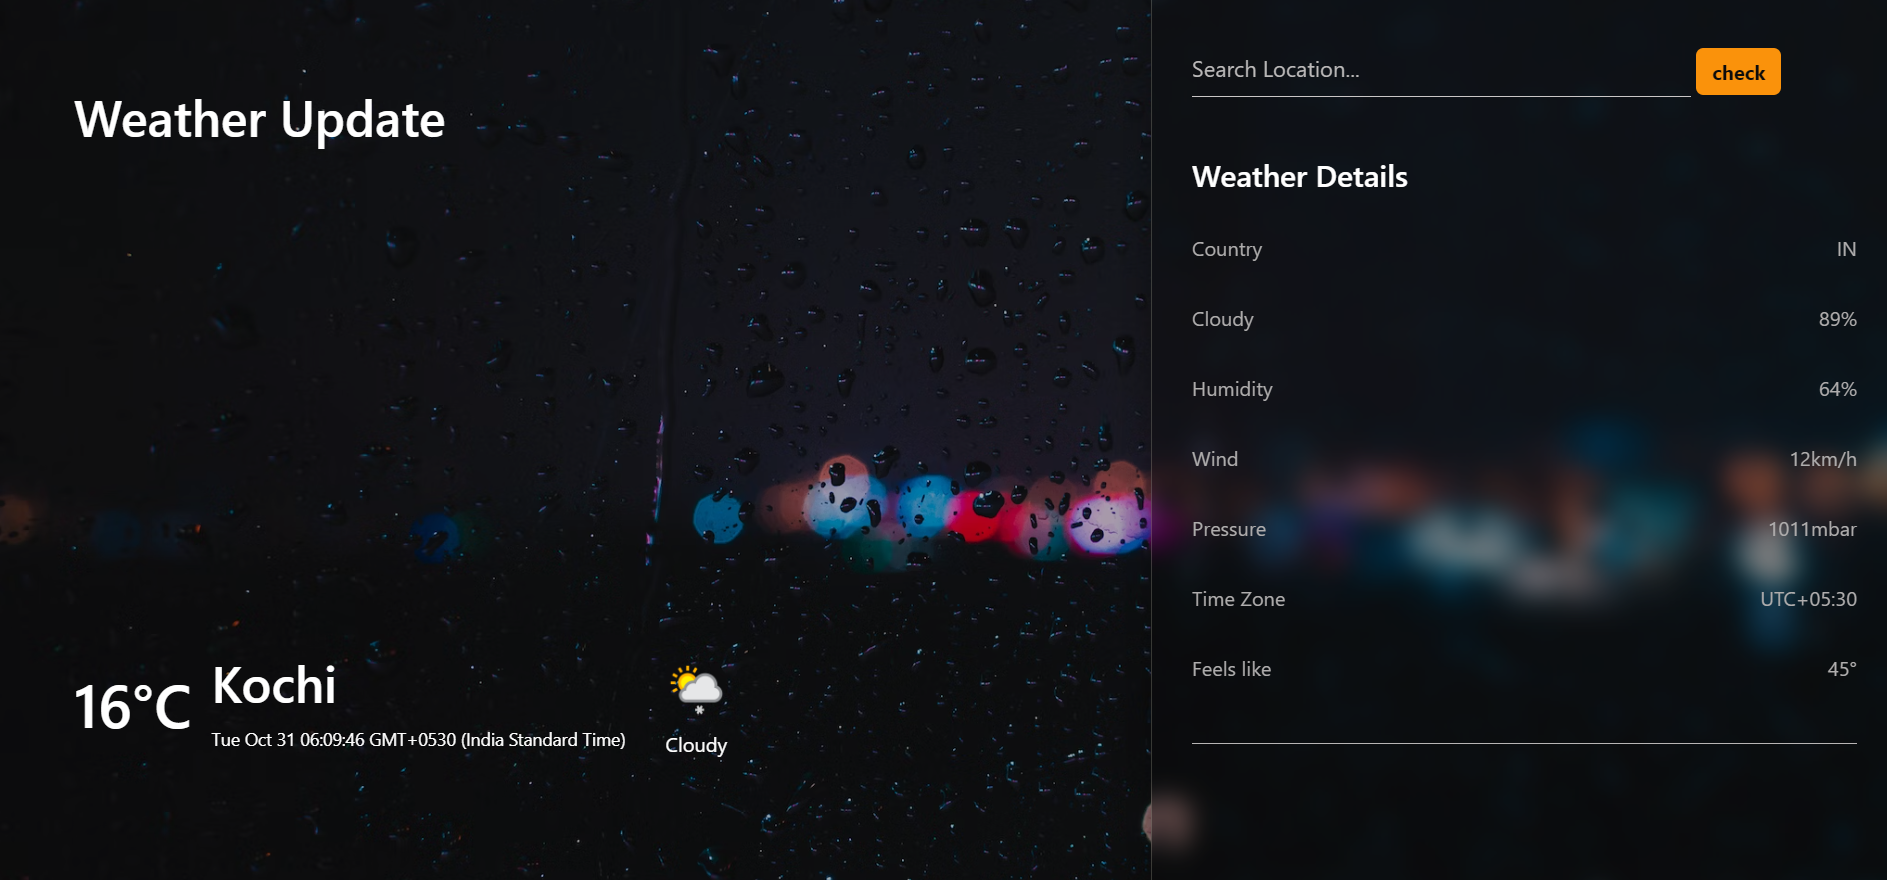 Weather Update
16°C
Kochi
Tue Oct 31 06:09:46 GMT+0530 (India Standard Time)
Cloudy
Search Location...
check
Weather Details
Country IN
Cloudy 89%
Humidity 64%
Wind 12km/h
Pressure 1011mbar
Time Zone UTC+05:30
Feels like 45°